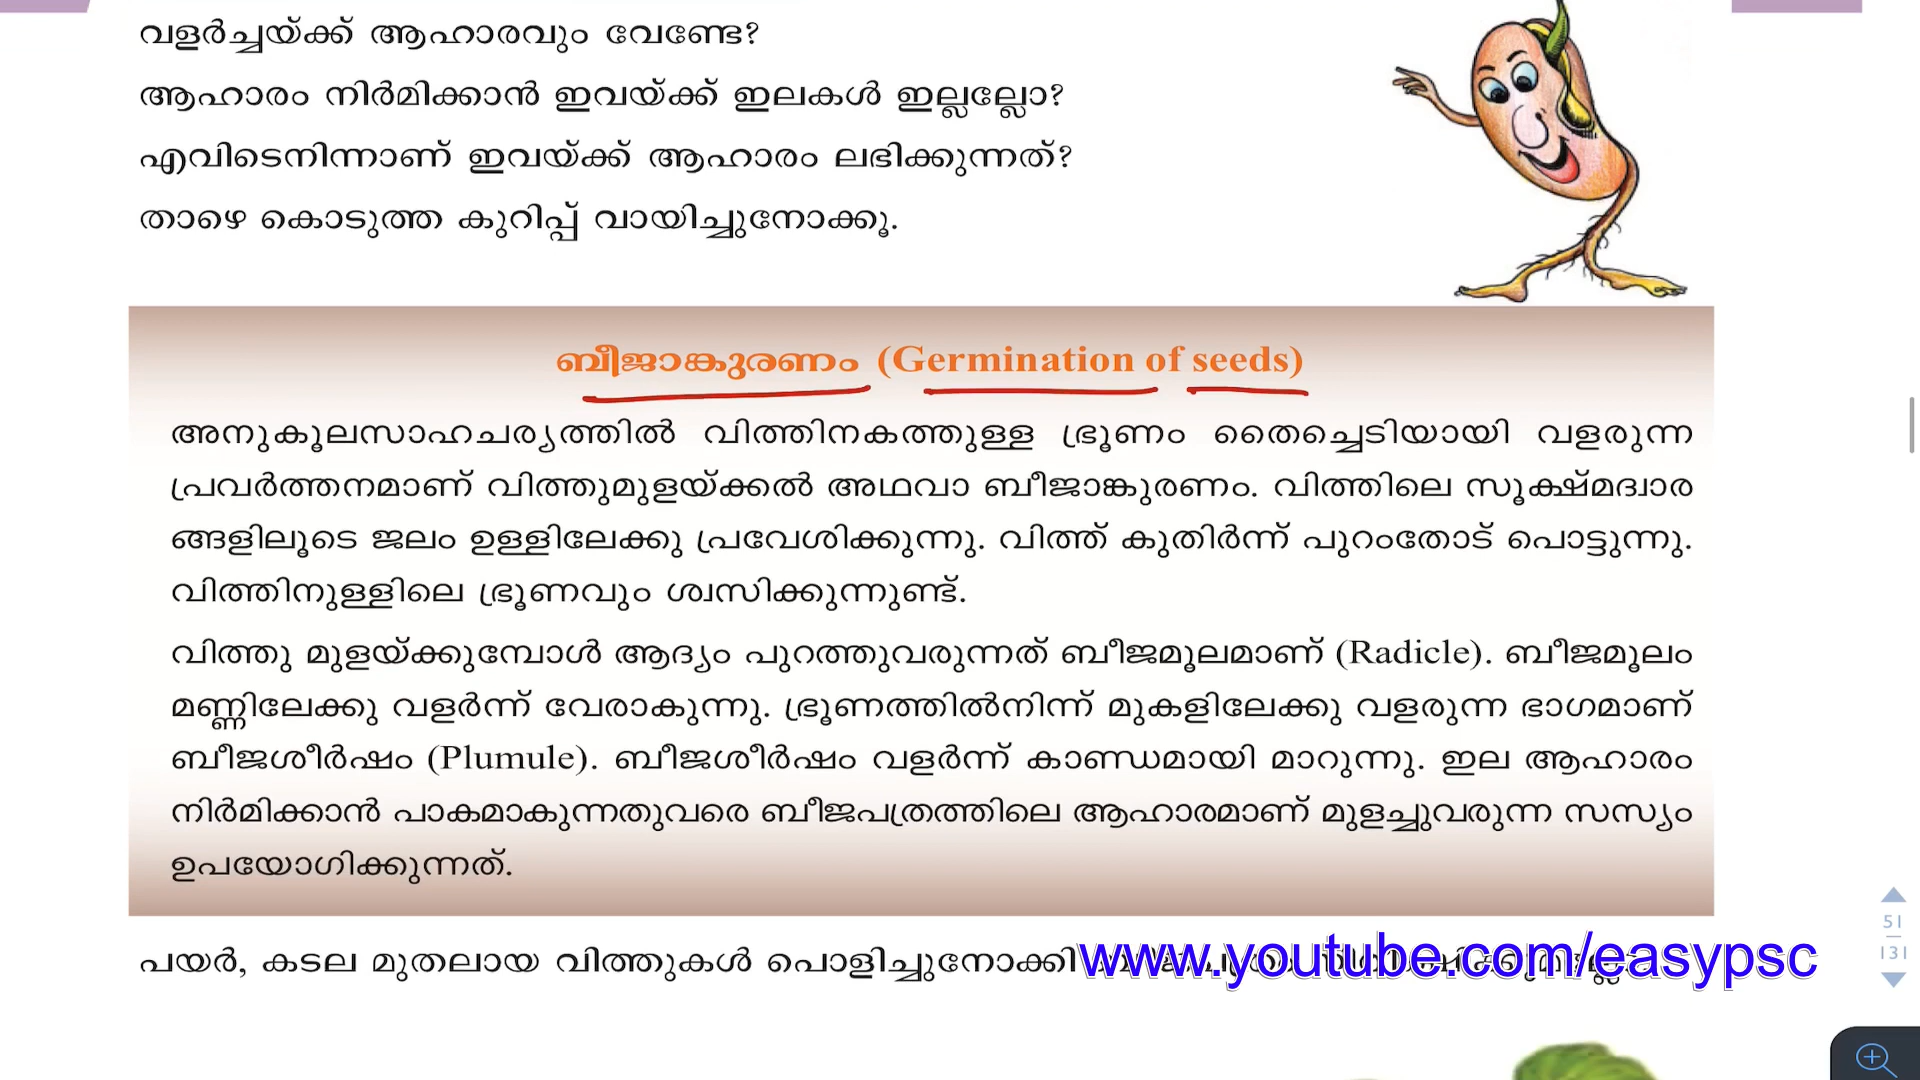 വളർച്ചയ്ക്ക് ആഹാരവും വേണ്ടേ?
ആഹാരം നിർമിക്കാൻ ഇവയ്ക്ക് ഇലകൾ ഇല്ലല്ലോ?
എവിടെനിന്നാണ് ഇവയ്ക്ക് ആഹാരം ലഭിക്കുന്നത്?
താഴെ കൊടുത്ത കുറിപ്പ് വായിച്ചുനോക്കൂ.
ബീജാങ്കുരണം (Germination of seeds)
അനുകൂലസാഹചര്യത്തിൽ വിത്തിനകത്തുള്ള ഭ്രൂണം തൈച്ചെടിയായി വളരുന്ന
പ്രവർത്തനമാണ് വിത്തുമുളയ്ക്കൽ അഥവാ ബീജാങ്കുരണം. വിത്തിലെ സൂക്ഷ്മദ്വാര
ങ്ങളിലൂടെ ജലം ഉള്ളിലേക്കു പ്രവേശിക്കുന്നു. വിത്ത് കുതിർന്ന് പുറംതോട് പൊട്ടുന്നു.
വിത്തിനുള്ളിലെ ഭ്രൂണവും ശ്വസിക്കുന്നുണ്ട്.
വിത്തു മുളയ്ക്കുമ്പോൾ ആദ്യം പുറത്തുവരുന്നത് ബീജമൂലമാണ് (Radicle). ബീജമൂലം
മണ്ണിലേക്കു വളർന്ന് വേരാകുന്നു. ഭ്രൂണത്തിൽനിന്ന് മുകളിലേക്കു വളരുന്ന ഭാഗമാണ്
ബീജശീർഷം (Plumule). ബീജശീർഷം വളർന്ന് കാണ്ഡമായി മാറുന്നു. ഇല ആഹാരം
നിർമിക്കാൻ പാകമാകുന്നതുവരെ ബീജപത്രത്തിലെ ആഹാരമാണ് മുളച്ചുവരുന്ന സസ്യം
ഉപയോഗിക്കുന്നത്.
പയർ, കടല മുതലായ വിത്തുകൾ പൊളിച്ചുനോക്കി
www.youtube.com/easypsc
51
131